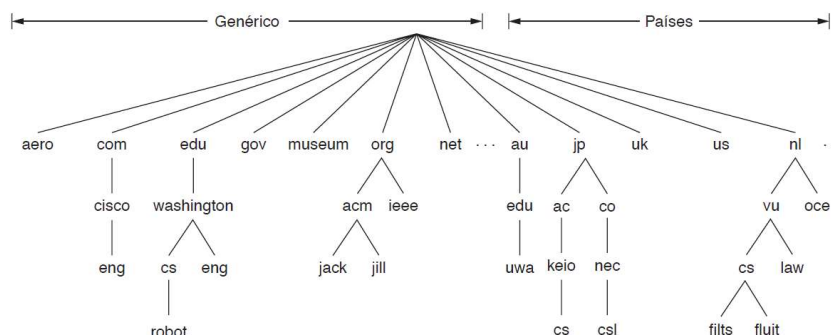 Genérico Países
aero com edu gov museum org net ... au jp uk us nl .
cisco washington acm ieee edu ac co vu oce
eng cs eng jack jill uwa keio nec cs law
robot cs csl filts fluit